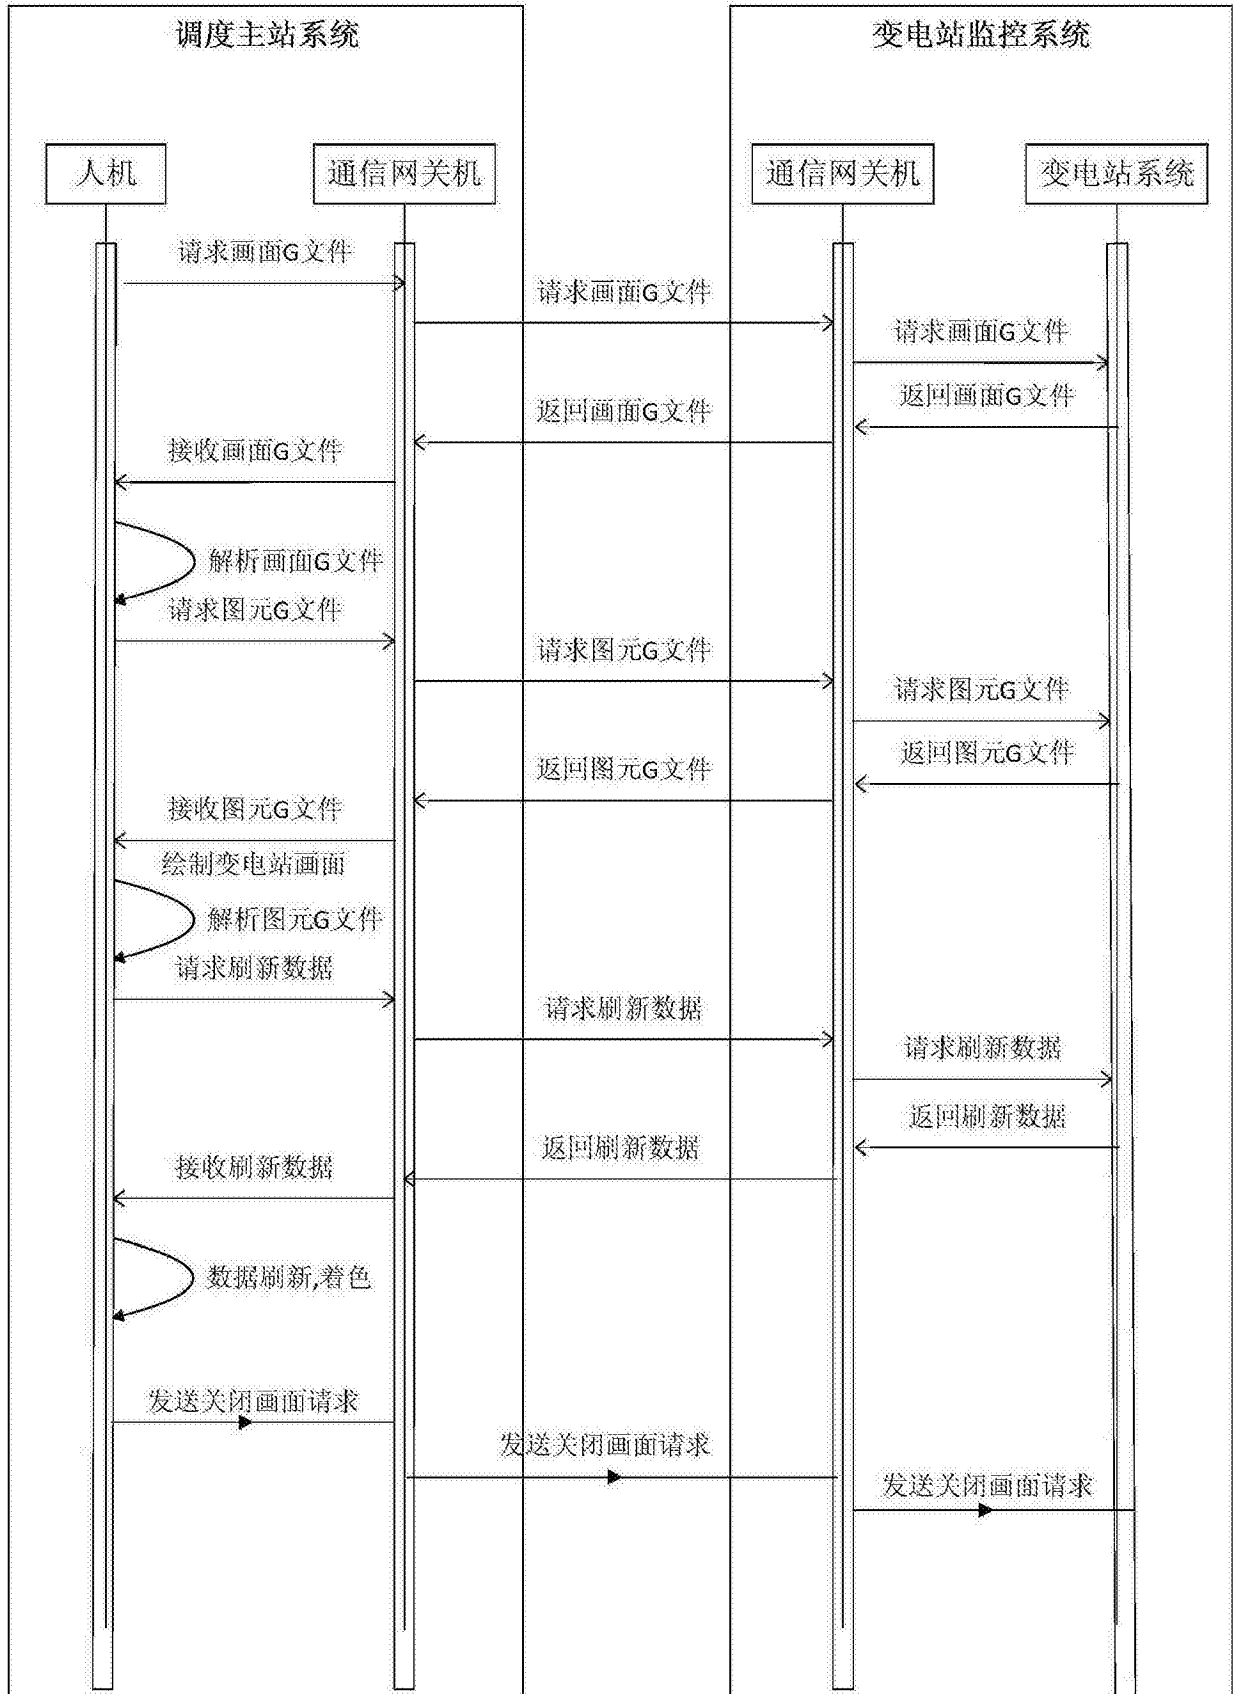 调度主站系统
变电站监控系统
人机
通信网关机
通信网关机
变电站系统
请求画面G文件
请求画面G文件
请求画面G文件
返回画面G文件
返回画面G文件
接收画面G文件
解析画面G文件
请求图元G文件
请求图元G文件
请求图元G文件
返回图元G文件
返回图元G文件
接收图元G文件
绘制变电站画面
解析图元G文件
请求刷新数据
请求刷新数据
请求刷新数据
返回刷新数据
返回刷新数据
接收刷新数据
数据刷新,着色
发送关闭画面请求
发送关闭画面请求
发送关闭画面请求